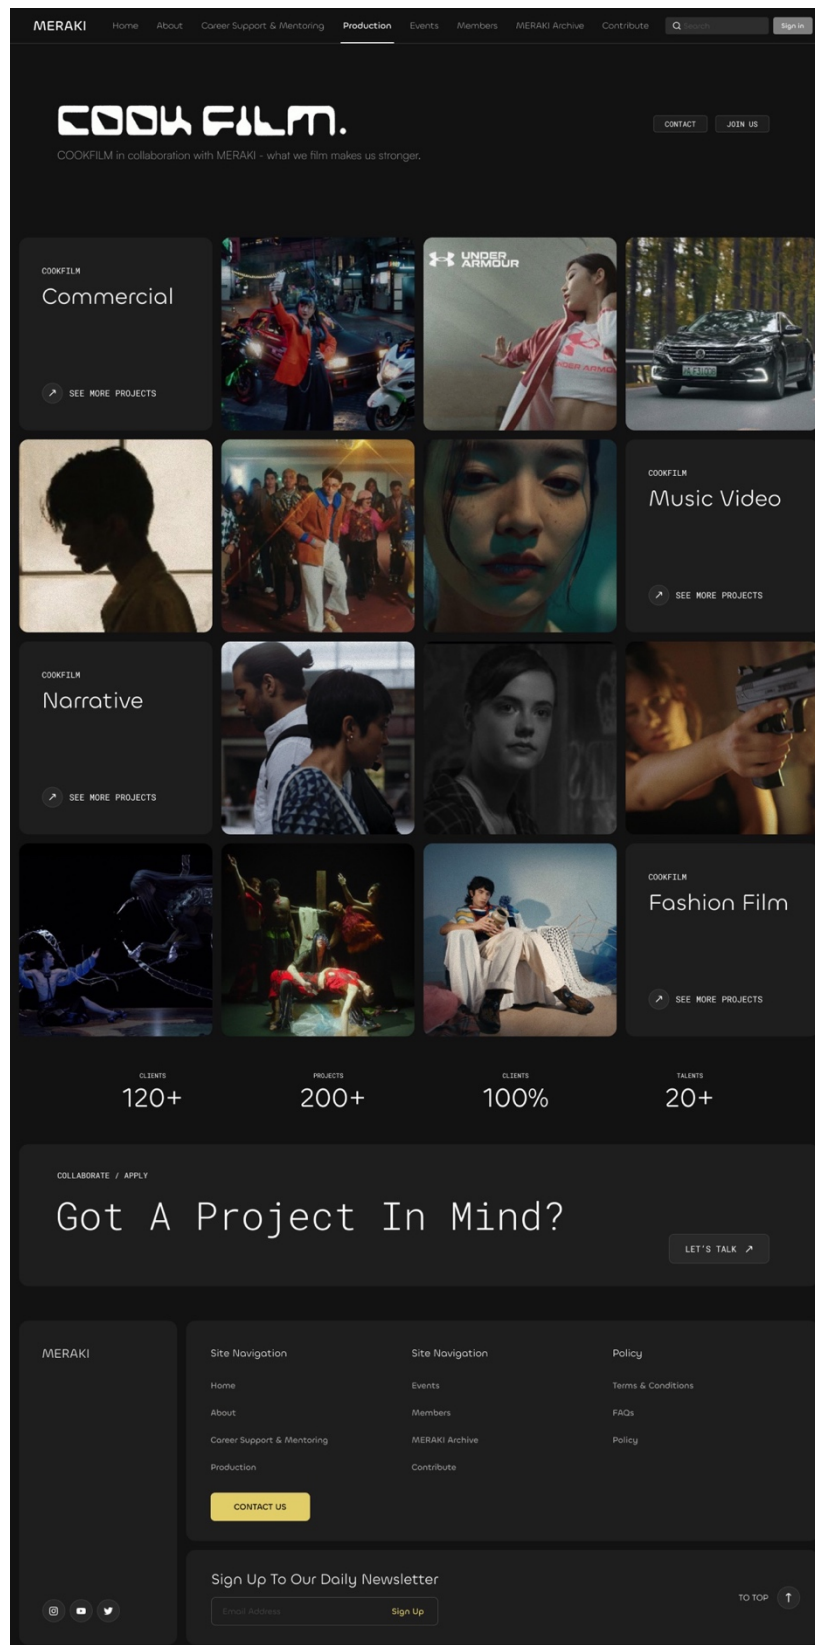 MERAKI Home About Career Support & Mentoring Production Events Members MERAKI Archive Contribute Search Sign in
COOK FILM.
CONTACT JOIN US
COOKFILM in collaboration with MERAKI - what we film makes us stronger.
COOKFILM
Commercial
SEE MORE PROJECTS
UNDER
ARMOUR
UNDER ARMOUR
COOKFILM
Music Video
SEE MORE PROJECTS
COOKFILM
Narrative
SEE MORE PROJECTS
COOKFILM
Fashion Film
SEE MORE PROJECTS
CLIENTS PROJECTS CLIENTS TALENTS
120+ 200+ 100% 20+
COLLABORATE / APPLY
Got A Project In Mind?
LET'S TALK
MERAKI
Site Navigation Site Navigation Policy
Home Events Terms & Conditions
About Members FAQs
Career Support & Mentoring MERAKI Archive Policy
Production Contribute
CONTACT US
Sign Up To Our Daily Newsletter
Email Address Sign Up
TO TOP